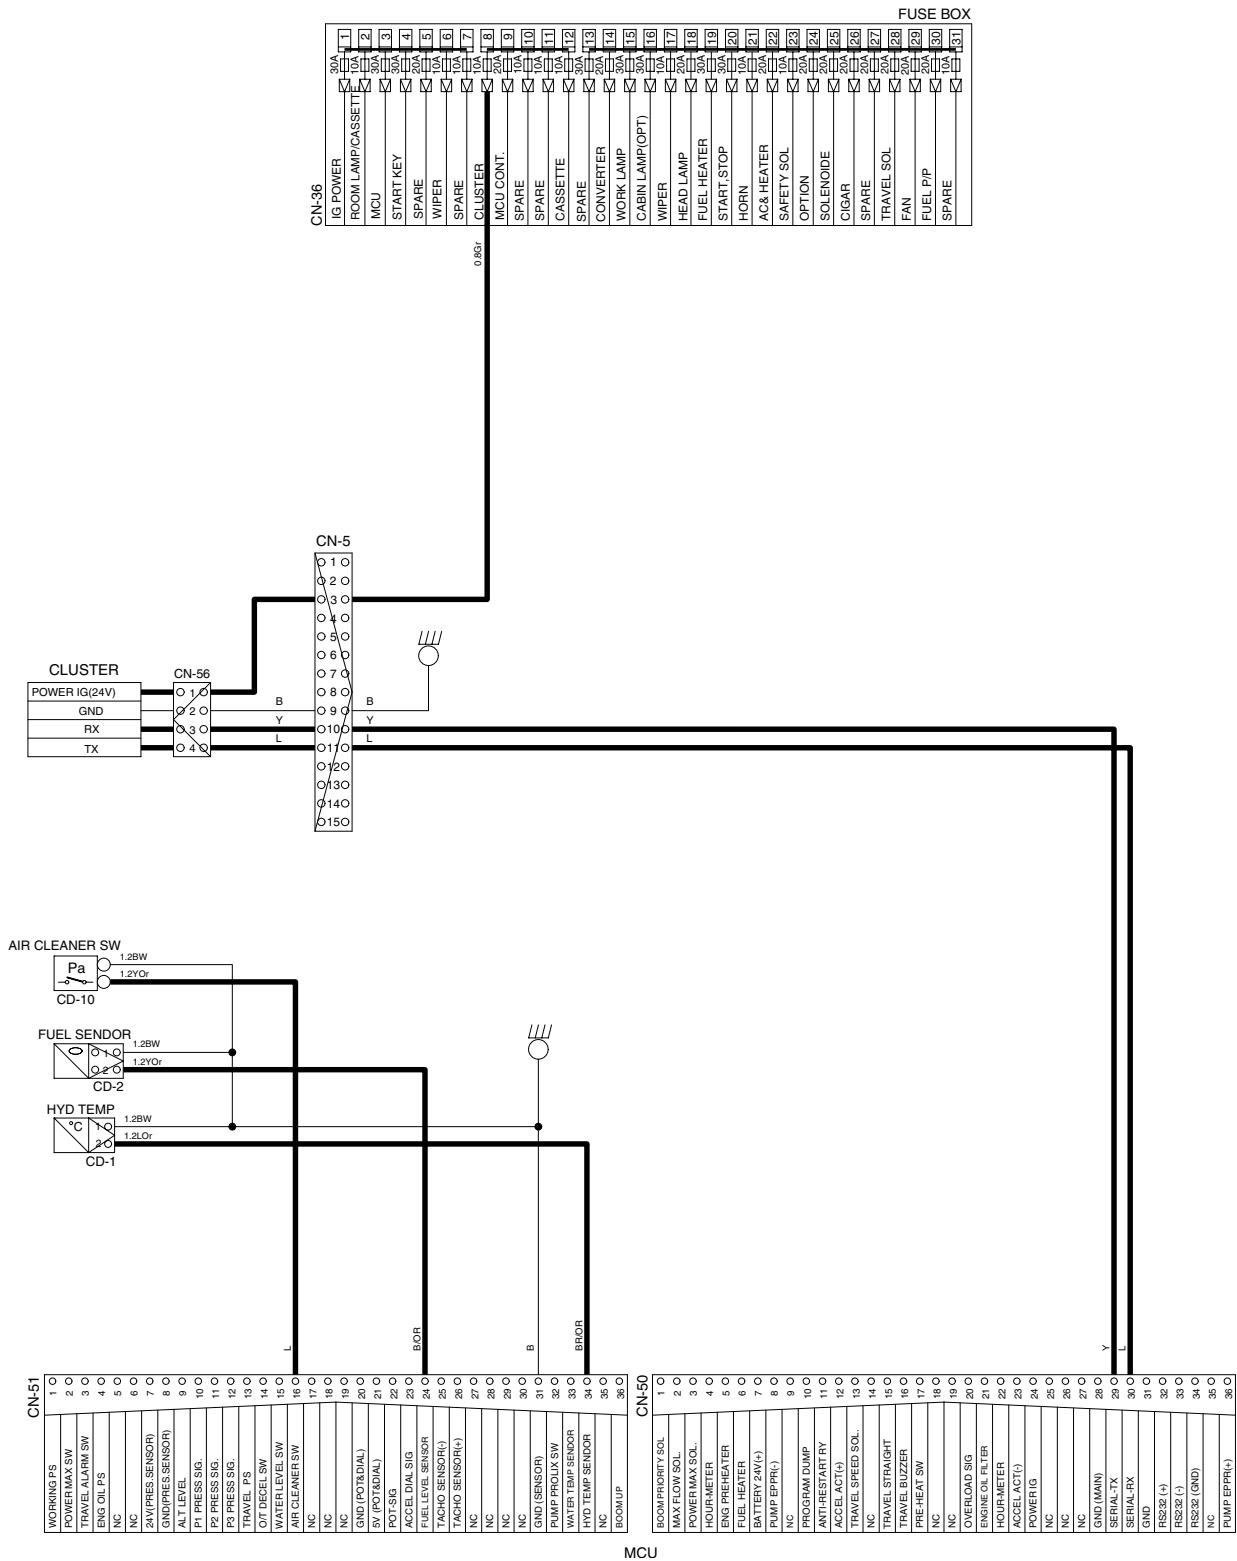 FUSE BOX
1 2 3 4 5 6 7 8 9 10 11 12 13 14 15 16 17 18 19 20 21 22 23 24 25 26 27 28 29 30 31
30A 10A 30A 30A 20A 10A 10A 10A 20A 10A 10A 10A 30A 20A 30A 20A 20A 20A 30A 10A 10A 20A 10A 20A 20A 20A 20A 20A 20A 20A 10A
CN-36
IG POWER
ROOM LAMP/CASSETTE
MCU
START KEY
SPARE
WIPER
SPARE
CLUSTER
MCU CONT.
SPARE
SPARE
CASSETTE
SPARE
CONVERTER
WORK LAMP
CABIN LAMP(OPT)
WIPER
HEAD LAMP
FUEL HEATER
START,STOP
HORN
AC& HEATER
SAFETY SOL
OPTION
SOLENOIDE
CIGAR
SPARE
TRAVEL SOL
FAN
FUEL P/P
SPARE
0.8Gr
CN-5
1
2
3
4
5
6
7
8
9
10
11
12
13
14
15
CLUSTER
CN-56
POWER IG(24V) 1
GND 2 B B
RX 3 Y Y
TX 4 L L
AIR CLEANER SW
Pa
1.2BW
1.2YOr
CD-10
FUEL SENDOR
1 1.2BW
2 1.2YOr
CD-2
HYD TEMP
°C
1 1.2BW
2 1.2LOr
CD-1
L
B/OR
B
BR/OR
Y
L
CN-51
1 2 3 4 5 6 7 8 9 10 11 12 13 14 15 16 17 18 19 20 21 22 23 24 25 26 27 28 29 30 31 32 33 34 35 36
WORKING PS
POWER MAX SW
TRAVEL ALARM SW
ENG OIL PS
NC
NC
24V(PRES.SENSOR)
GND(PRES.SENSOR)
ALT LEVEL
P1 PRESS SIG.
P2 PRESS SIG.
P3 PRESS SIG.
TRAVEL PS
O/T DECEL SW
WATER LEVEL SW
AIR CLEANER SW
NC
NC
NC
GND (POT&DIAL)
5V (POT&DIAL)
POT-SIG
ACCEL DIAL SIG
FUEL LEVEL SENSOR
TACHO SENSOR(-)
TACHO SENSOR(+)
NC
NC
NC
NC
GND (SENSOR)
PUMP PROLIX SW
WATER TEMP SENDOR
HYD TEMP SENDOR
NC
BOOM UP
CN-50
1 2 3 4 5 6 7 8 9 10 11 12 13 14 15 16 17 18 19 20 21 22 23 24 25 26 27 28 29 30 31 32 33 34 35 36
BOOM PRIORITY SOL
MAX FLOW SOL.
POWER MAX SOL.
HOUR-METER
ENG PREHEATER
FUEL HEATER
BATTERY 24V(+)
PUMP EPPR(-)
NC
PROGRAM DUMP
ANTI-RESTART RY
ACCEL ACT(+)
TRAVEL SPEED SOL.
NC
TRAVEL STRAIGHT
TRAVEL BUZZER
PRE-HEAT SW
NC
NC
OVERLOAD SIG
ENGINE OIL FILTER
HOUR-METER
ACCEL ACT(-)
POWER IG
NC
NC
NC
GND (MAIN)
SERIAL-TX
SERIAL-RX
GND
RS232 (+)
RS232 (-)
RS232 (GND)
NC
PUMP EPPR(+)
MCU